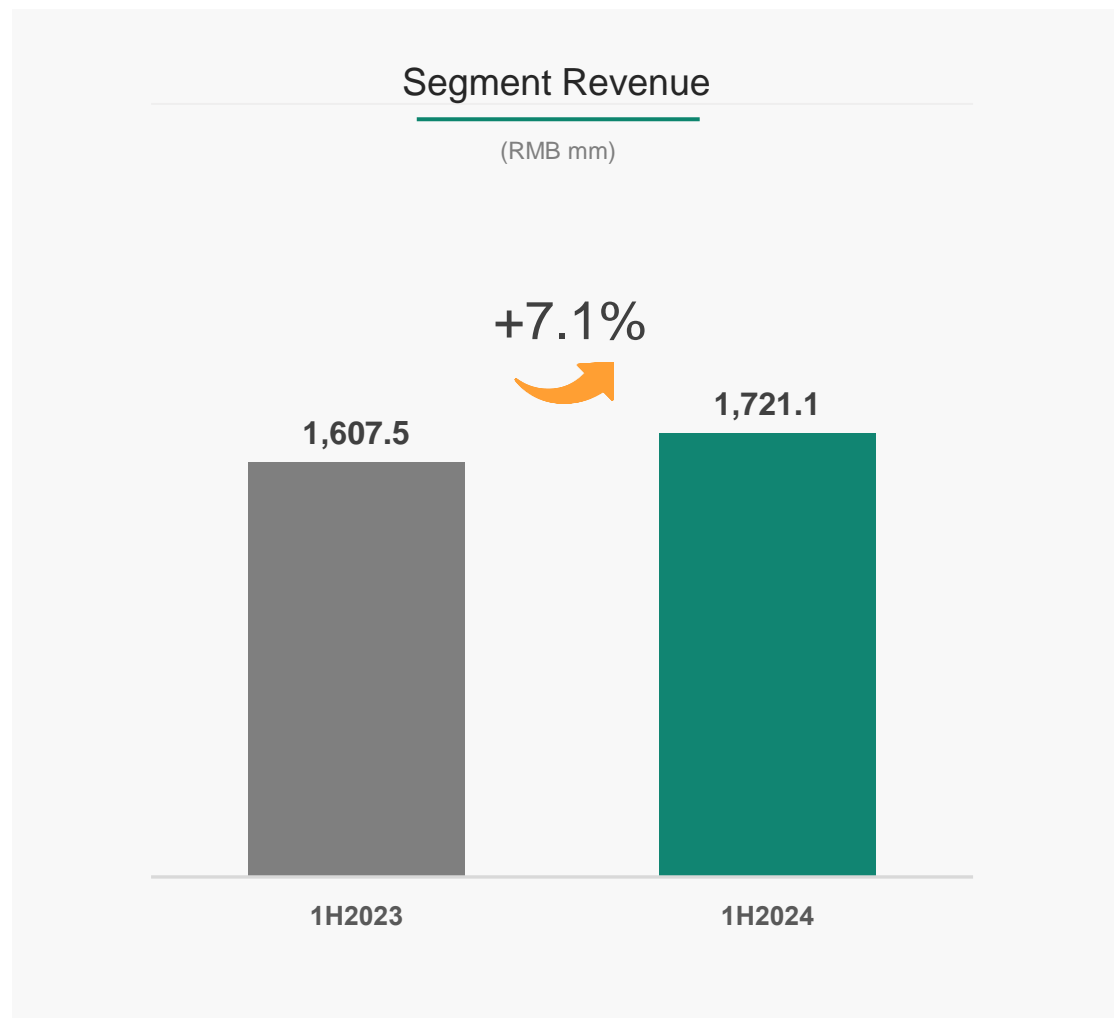 Segment Revenue
(RMB mm)
+7.1%
1,607.5
1,721.1
1H2023
1H2024